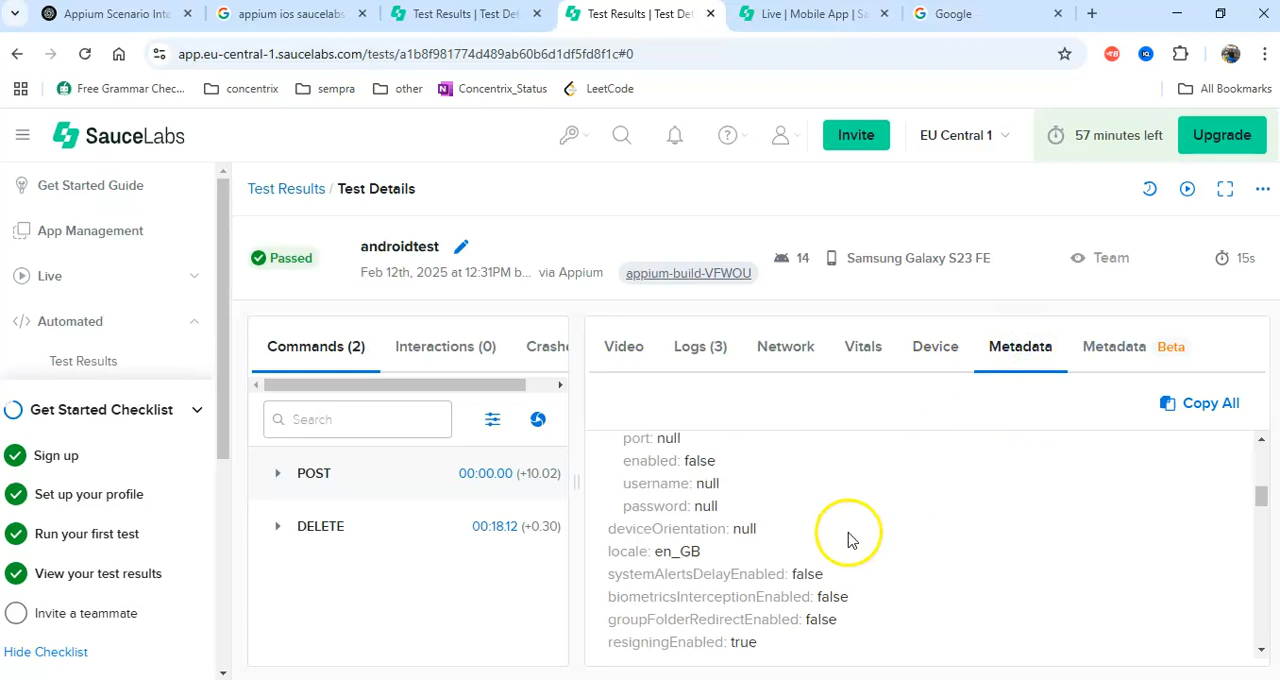 Appium Scenario Inte
appium ios saucelabs
Test Results | Test Det
Test Results | Test Det
Live | Mobile App | Sa
Google
app.eu-central-1.saucelabs.com/tests/a1b8f981774d489ab60b6d1df5fd8f1c#0
Free Grammar Chec...
concentrix
sempra
other
Concentrix_Status
LeetCode
All Bookmarks
SauceLabs
Invite
EU Central 1
57 minutes left
Upgrade
Get Started Guide
App Management
Live
Automated
Test Results
Get Started Checklist
Sign up
Set up your profile
Run your first test
View your test results
Invite a teammate
Hide Checklist
Test Results / Test Details
Passed
androidtest
Feb 12th, 2025 at 12:31PM b... via Appium
appium-build-VFWOU
14
Samsung Galaxy S23 FE
Team
15s
Commands (2)
Interactions (0)
Crashe
Search
POST 00:00.00 (+10.02)
DELETE 00:18.12 (+0.30)
Video
Logs (3)
Network
Vitals
Device
Metadata
Metadata Beta
Copy All
port: null
enabled: false
username: null
password: null
deviceOrientation: null
locale: en_GB
systemAlertsDelayEnabled: false
biometricsInterceptionEnabled: false
groupFolderRedirectEnabled: false
resigningEnabled: true